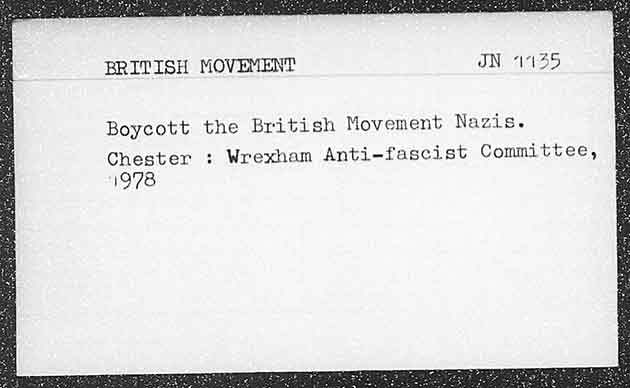 BRITISH MOVEMENT JN 1135
Boycott the British Movement Nazis.
Chester : Wrexham Anti-fascist Committee,
1978